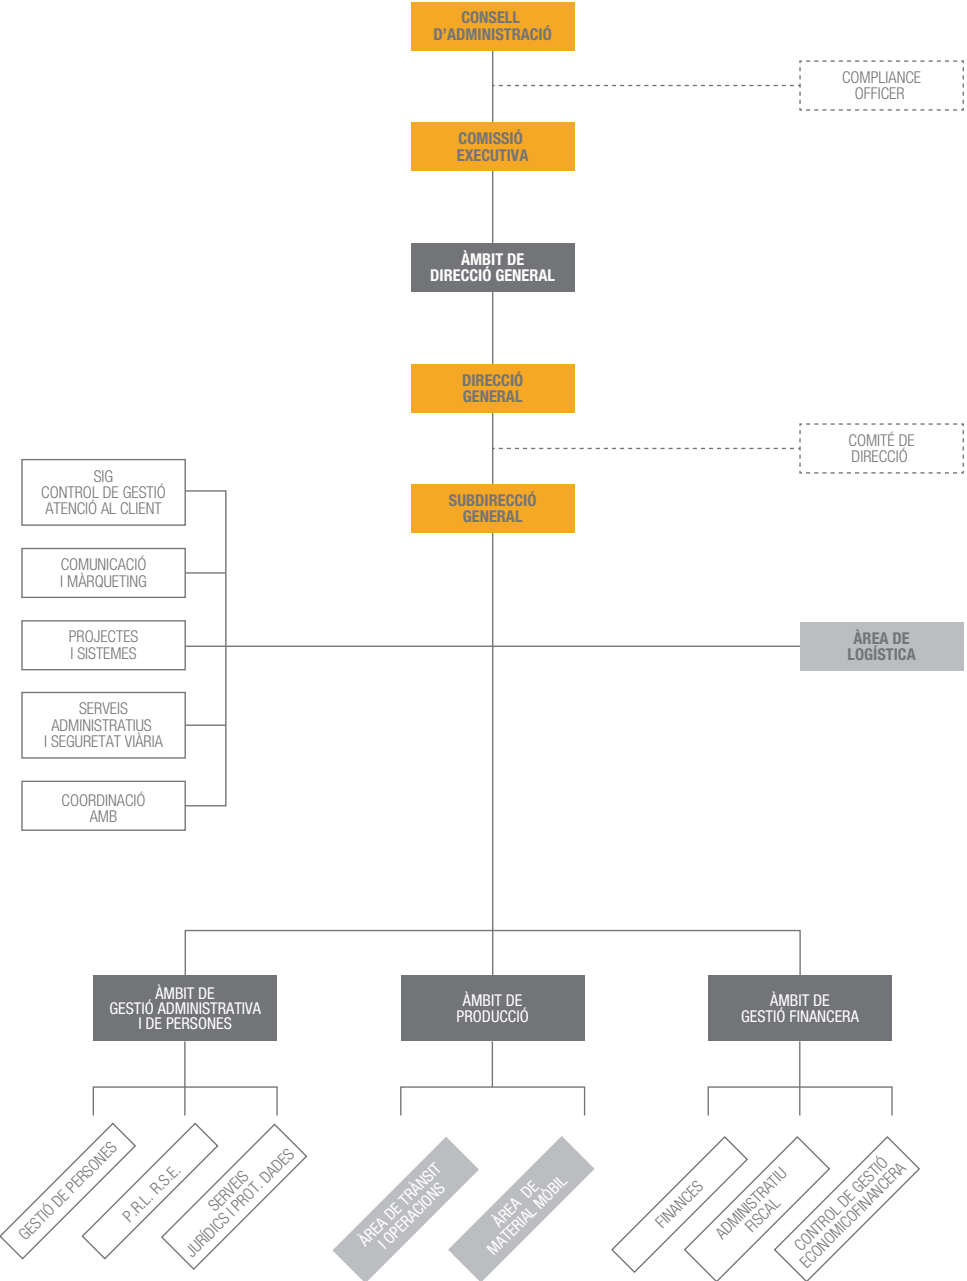 CONSELL
D'ADMINISTRACIÓ
COMPLIANCE
OFFICER
COMISSIÓ
EXECUTIVA
ÀMBIT DE
DIRECCIÓ GENERAL
DIRECCIÓ
GENERAL
COMITÉ DE
DIRECCIÓ
SUBDIRECCIÓ
GENERAL
SIG
CONTROL DE GESTIÓ
ATENCIÓ AL CLIENT
COMUNICACIÓ
I MÀRQUETING
PROJECTES
I SISTEMES
SERVEIS
ADMINISTRATIUS
I SEGURETAT VIÀRIA
COORDINACIÓ
AMB
ÀREA DE
LOGÍSTICA
ÀMBIT DE
GESTIÓ ADMINISTRATIVA
I DE PERSONES
ÀMBIT DE
PRODUCCIÓ
ÀMBIT DE
GESTIÓ FINANCERA
GESTIÓ DE PERSONES
P.R.L. R.S.E.
SERVEIS
JURÍDICS I PROT. DADES
ÀREA DE TRÀNSIT
I OPERACIONS
ÀREA DE
MATERIAL MOBIL
FINANCES
ADMINISTRATIU
FISCAL
CONTROL DE GESTIÓ
ECONOMICOFINANCERA